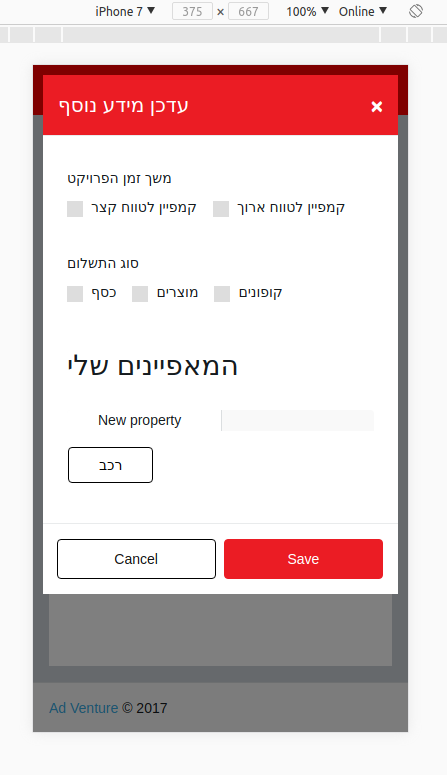 iPhone 7 ▼ 375 × 667 100% ▼ Online ▼
עדכן מידע נוסף ×
משך זמן הפרויקט
קמפיין לטווח קצר קמפיין לטווח ארוך
סוג התשלום
כסף מוצרים קופונים
המאפיינים שלי
New property
רכב
Cancel Save
Ad Venture © 2017